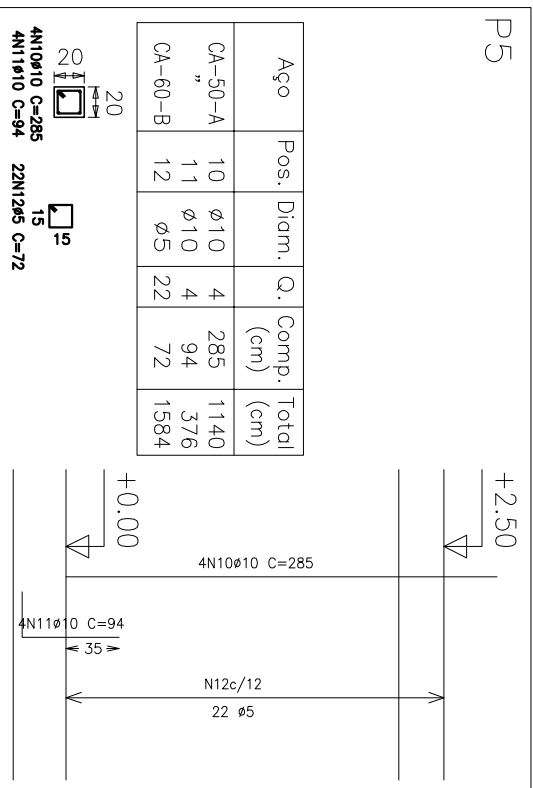 P5
Aço Pos. Diam. Q. Comp. (cm) Total (cm)
CA-50-A 10 ø10 4 285 1140
" 11 ø10 4 94 376
CA-60-B 12 ø5 22 72 1584
20
20
4N10ø10 C=285
4N11ø10 C=94
15
15
22N12ø5 C=72
+2.50
+0.00
4N10ø10 C=285
4N11ø10 C=94
35
N12c/12
22 ø5